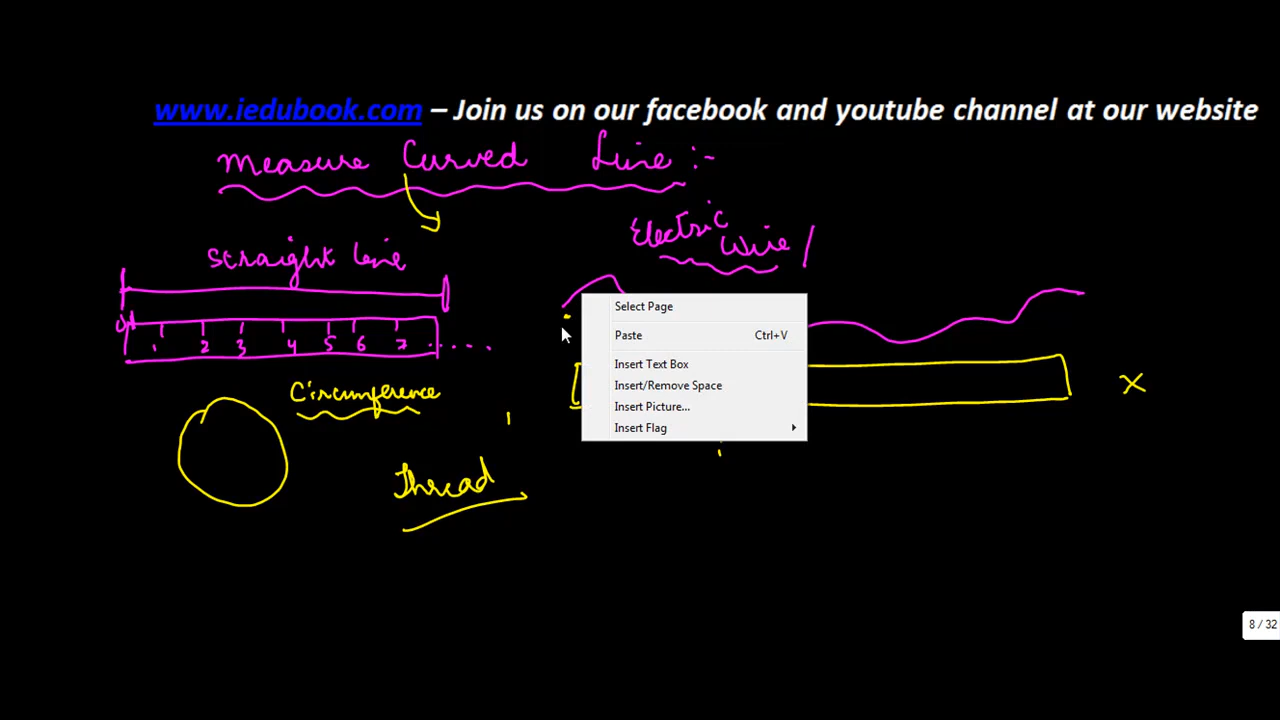 www.iedubook.com – Join us on our facebook and youtube channel at our website
Measure Curved Line :-
Electric
Wire
Straight line
0 1 2 3 4 5 6 7 . . . . .
Circumference
Thread
Select Page
Paste Ctrl+V
Insert Text Box
Insert/Remove Space
Insert Picture...
Insert Flag
x
8 / 32